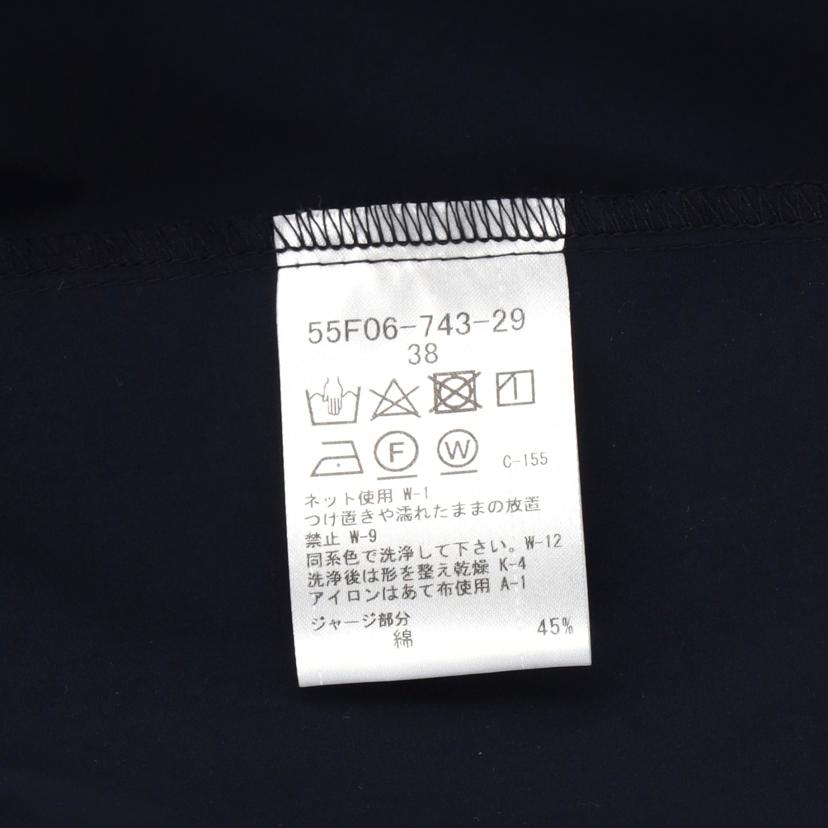 55F06-743-29
38
F W C-155
ネット使用 W-1
つけ置きや濡れたままの放置
禁止 W-9
同系色で洗浄して下さい。W-12
洗浄後は形を整え乾燥 K-4
アイロンはあて布使用 A-1
ジャージ部分
綿 45%